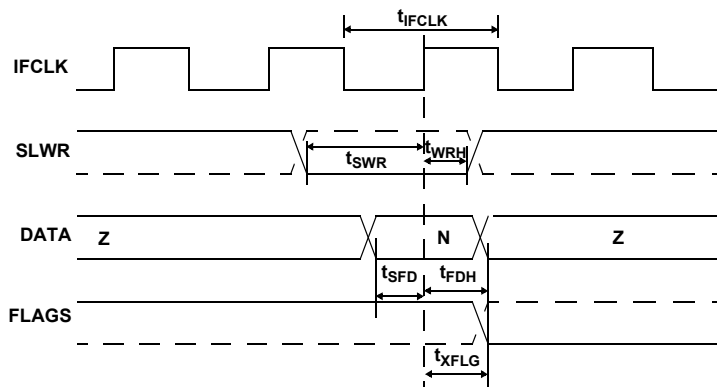 tIFCLK
IFCLK
SLWR
tSWR
tWRH
DATA
Z
N
Z
tSFD
tFDH
FLAGS
tXFLG